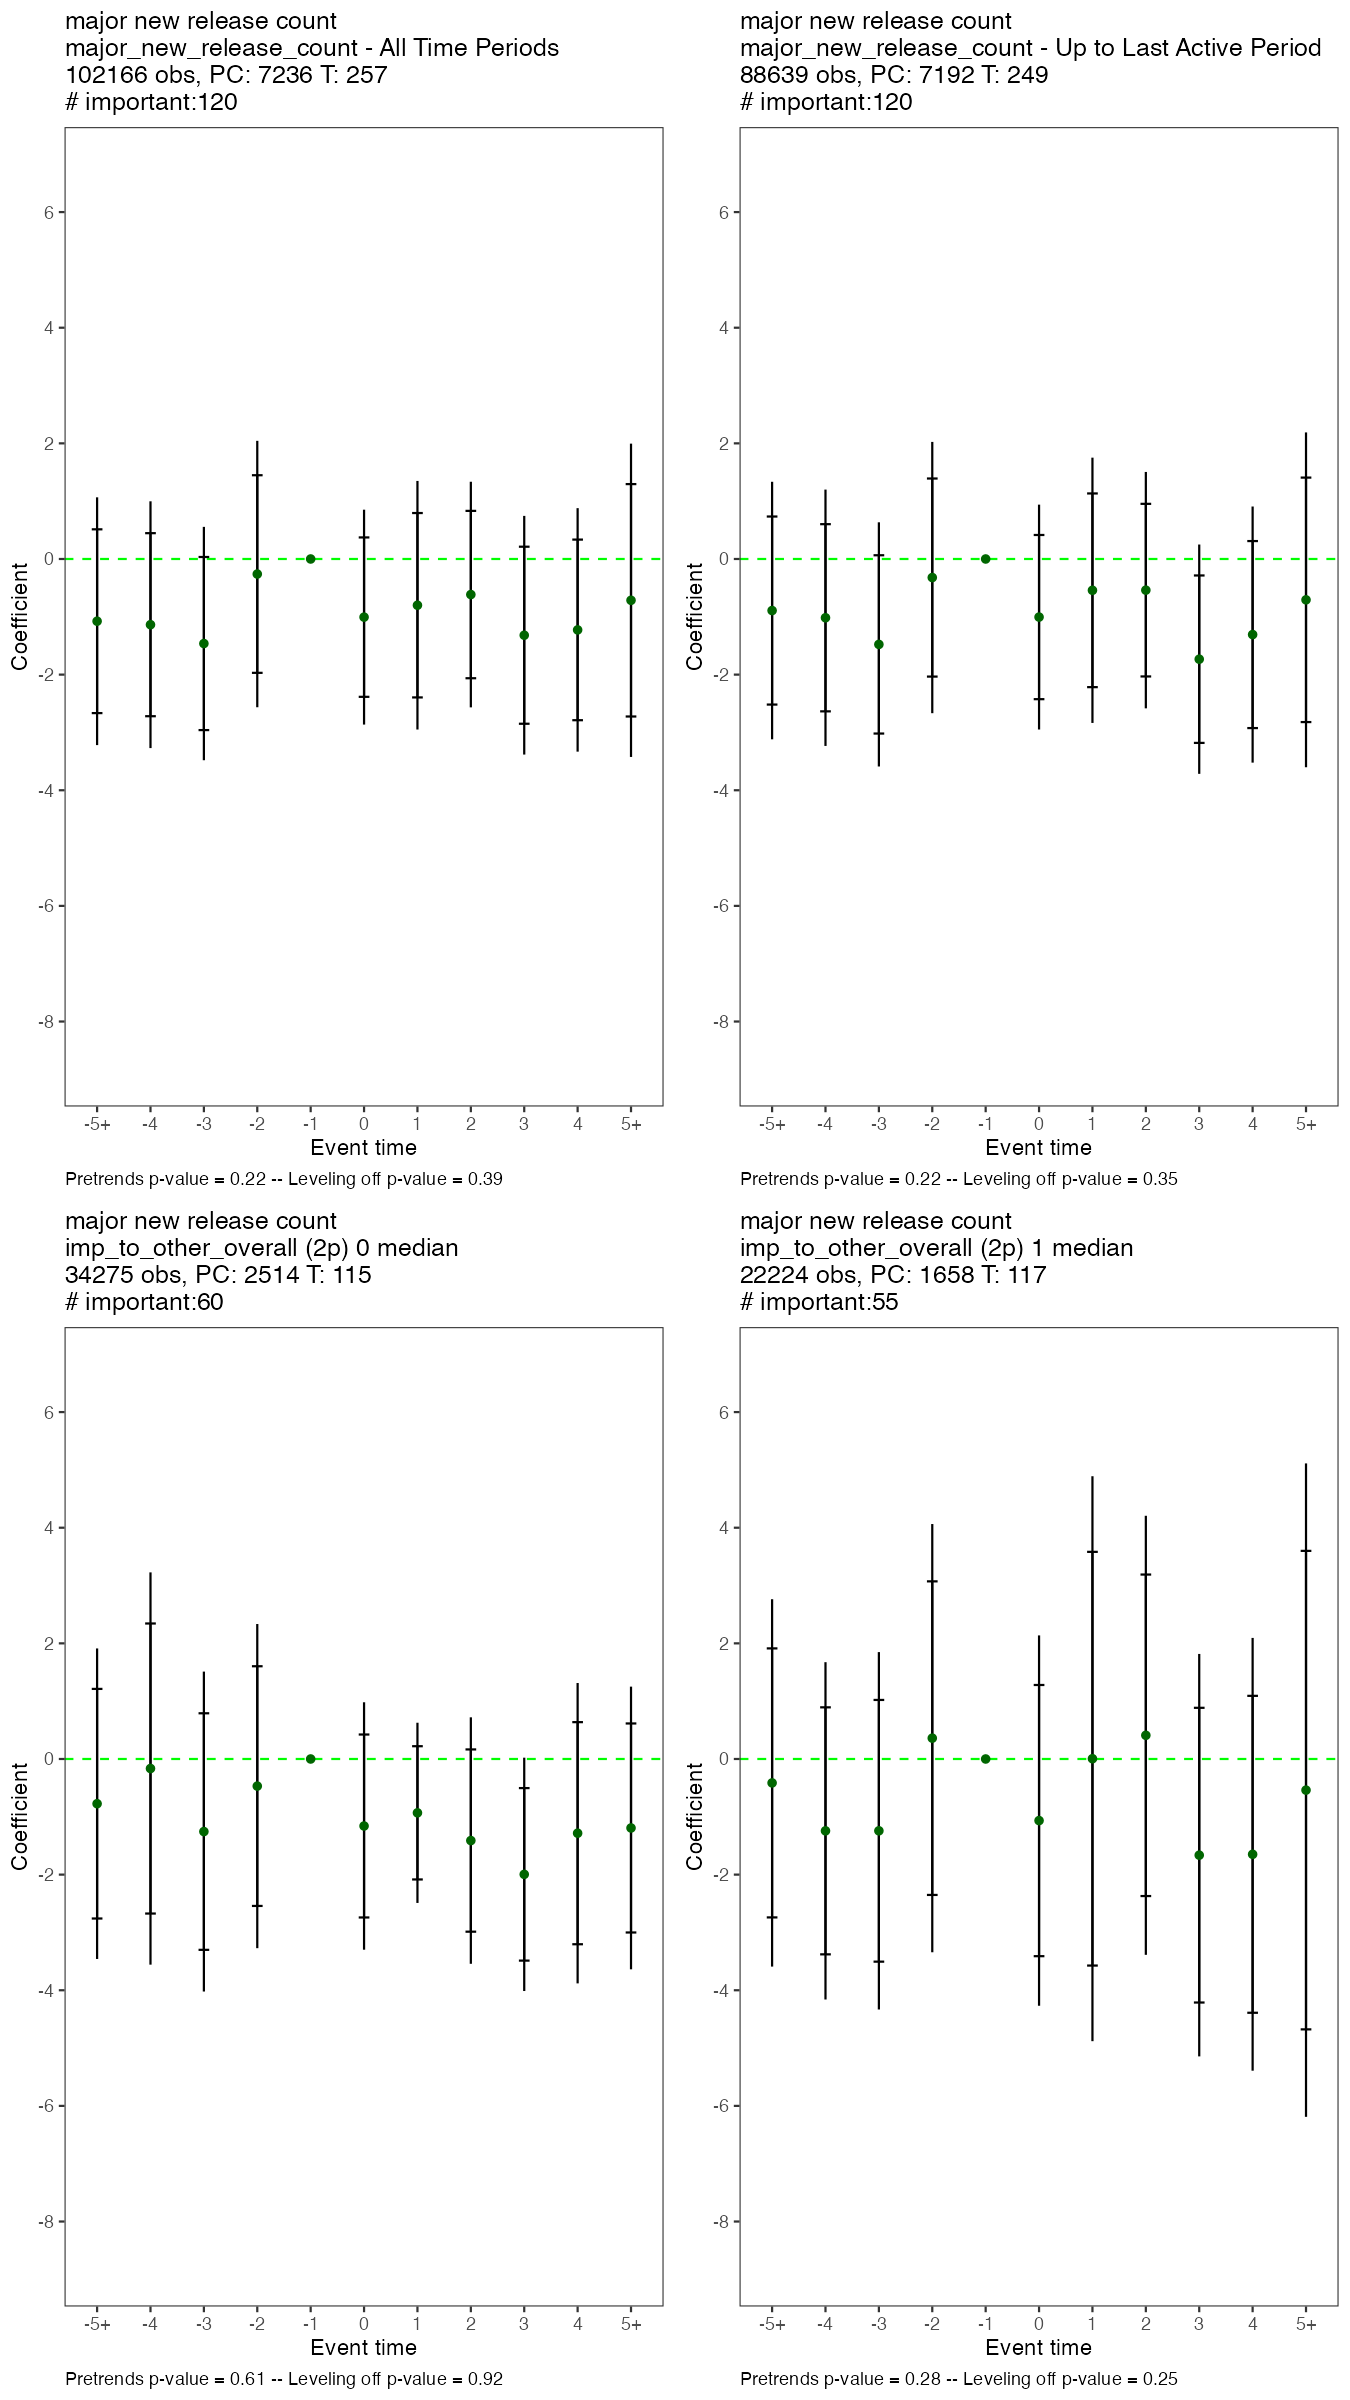 major new release count
major_new_release_count - All Time Periods
102166 obs, PC: 7236 T: 257
# important:120
6
4
2
0
-2
-4
-6
-8
Coefficient
-5+ -4 -3 -2 -1 0 1 2 3 4 5+
Event time
Pretrends p-value = 0.22 -- Leveling off p-value = 0.39
major new release count
major_new_release_count - Up to Last Active Period
88639 obs, PC: 7192 T: 249
# important:120
6
4
2
0
-2
-4
-6
-8
Coefficient
-5+ -4 -3 -2 -1 0 1 2 3 4 5+
Event time
Pretrends p-value = 0.22 -- Leveling off p-value = 0.35
major new release count
imp_to_other_overall (2p) 0 median
34275 obs, PC: 2514 T: 115
# important:60
6
4
2
0
-2
-4
-6
-8
Coefficient
-5+ -4 -3 -2 -1 0 1 2 3 4 5+
Event time
Pretrends p-value = 0.61 -- Leveling off p-value = 0.92
major new release count
imp_to_other_overall (2p) 1 median
22224 obs, PC: 1658 T: 117
# important:55
6
4
2
0
-2
-4
-6
-8
Coefficient
-5+ -4 -3 -2 -1 0 1 2 3 4 5+
Event time
Pretrends p-value = 0.28 -- Leveling off p-value = 0.25